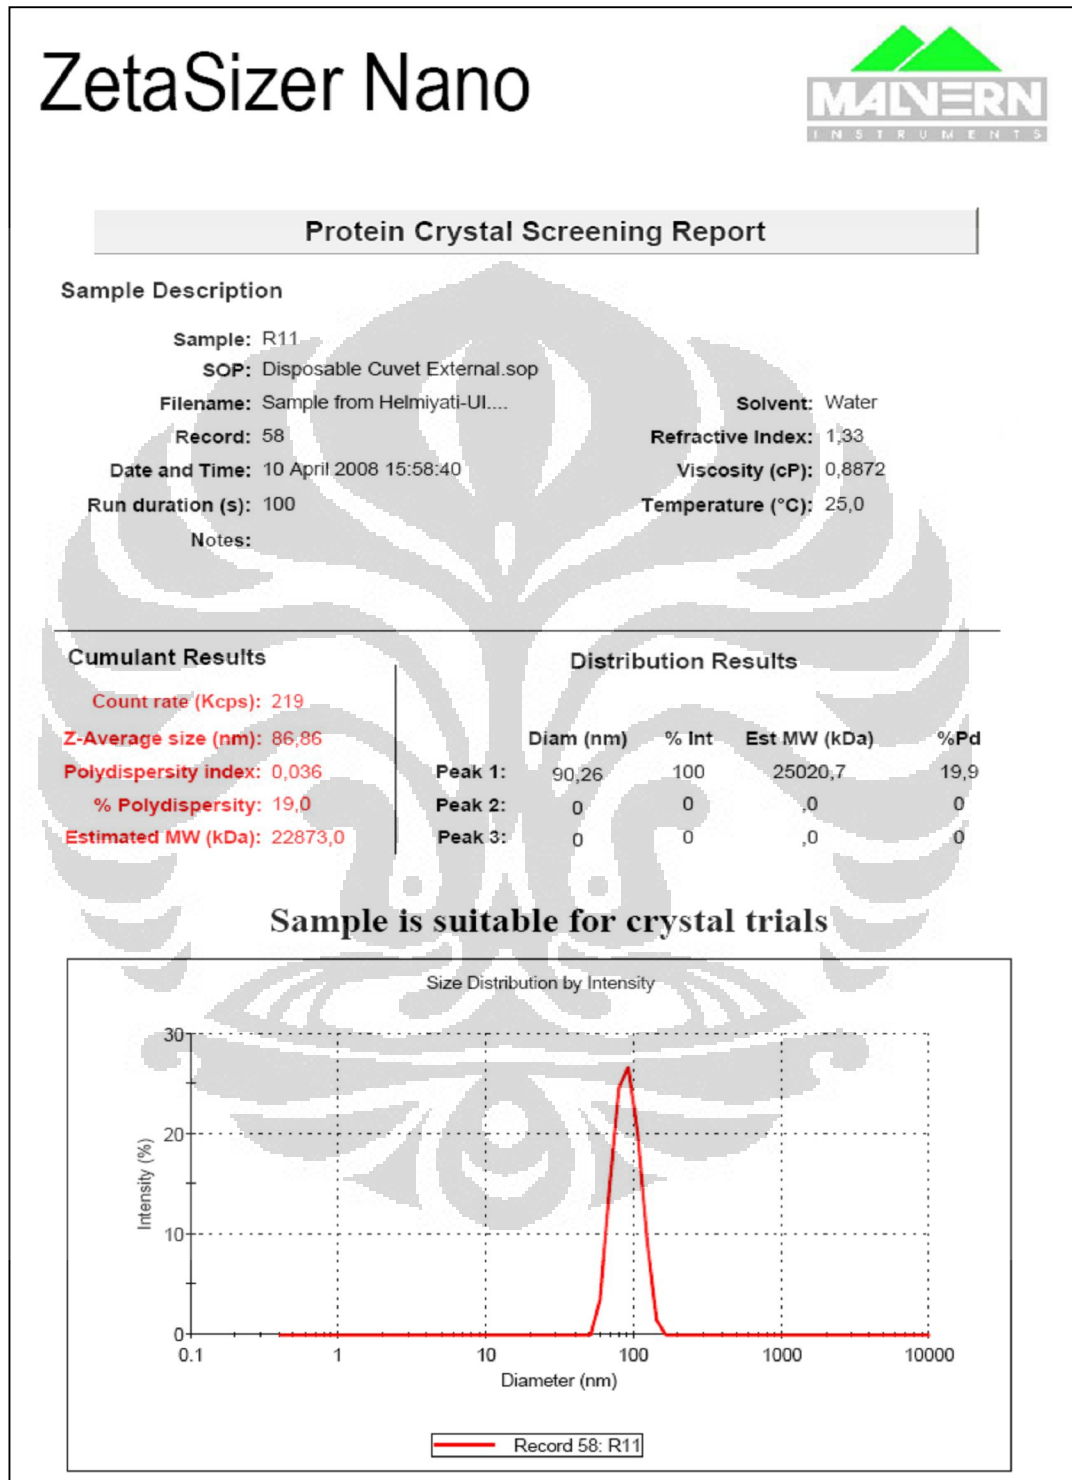 ZetaSizer Nano
MALVERN
INSTRUMENTS
Protein Crystal Screening Report
Sample Description
Sample: R11
SOP: Disposable Cuvet External.sop
Filename: Sample from Helmiyati-UI.... Solvent: Water
Record: 58 Refractive Index: 1,33
Date and Time: 10 April 2008 15:58:40 Viscosity (cP): 0,8872
Run duration (s): 100 Temperature (°C): 25,0
Notes:
Cumulant Results
Count rate (Kcps): 219
Z-Average size (nm): 86,86
Polydispersity index: 0,036
% Polydispersity: 19,0
Estimated MW (kDa): 22873,0
Distribution Results
Diam (nm) % Int Est MW (kDa) %Pd
Peak 1: 90,26 100 25020,7 19,9
Peak 2: 0 0 ,0 0
Peak 3: 0 0 ,0 0
Sample is suitable for crystal trials
Size Distribution by Intensity
Intensity (%)
30
20
10
0
0.1 1 10 100 1000 10000
Diameter (nm)
Record 58: R11